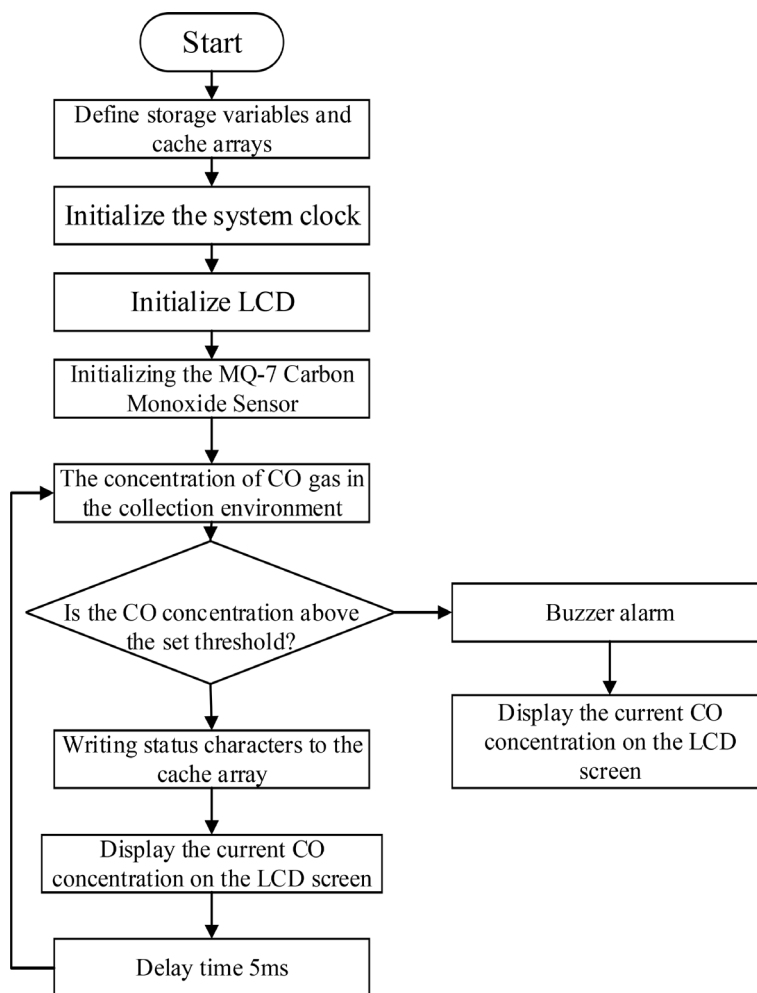 Start
Define storage variables and
cache arrays
Initialize the system clock
Initialize LCD
Initializing the MQ-7 Carbon
Monoxide Sensor
The concentration of CO gas in
the collection environment
Is the CO concentration above
the set threshold?
Buzzer alarm
Display the current CO
concentration on the LCD
screen
Writing status characters to the
cache array
Display the current CO
concentration on the LCD screen
Delay time 5ms